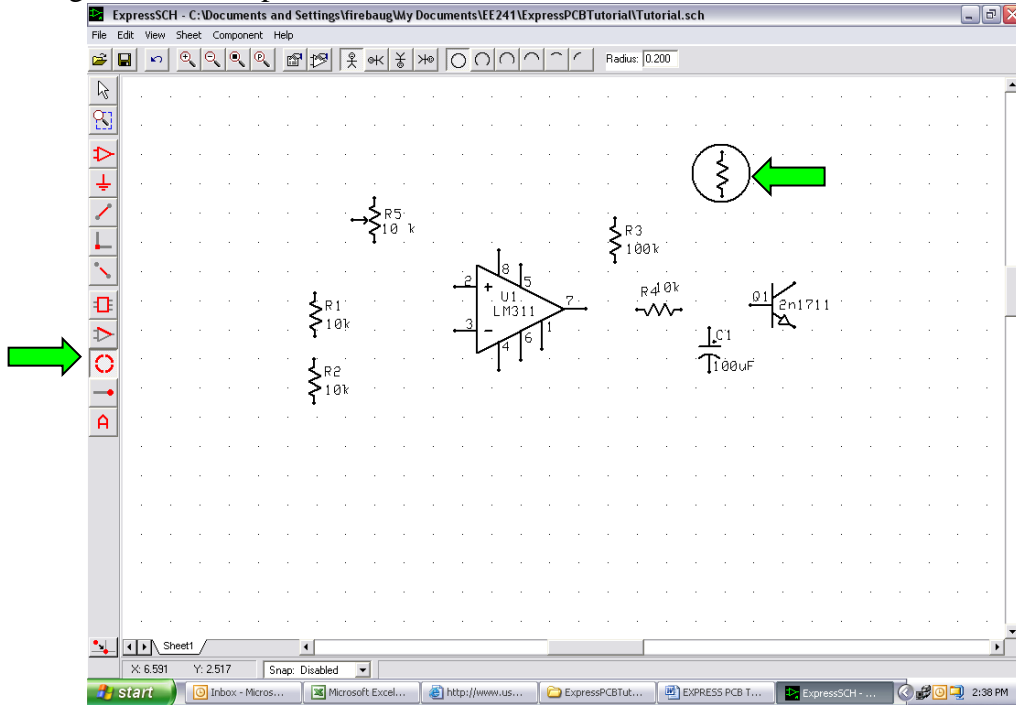 ExpressSCH - C:\Documents and Settings\firebaug\My Documents\EE241\ExpressPCBTutorial\Tutorial.sch
File Edit View Sheet Component Help
Radius: 0.200
R5
10 k
R3
100k
8
5
2
+
U1
LM311
7
3
-
6
1
4
R4 10k
Q1
2n1711
R1
10k
C1
100uF
R2
10k
A
Sheet1
X: 6.591 Y: 2.517 Snap: Disabled
start Inbox - Micros... Microsoft Excel... http://www.us... ExpressPCBTut... EXPRESS PCB T... ExpressSCH - ... 2:38 PM